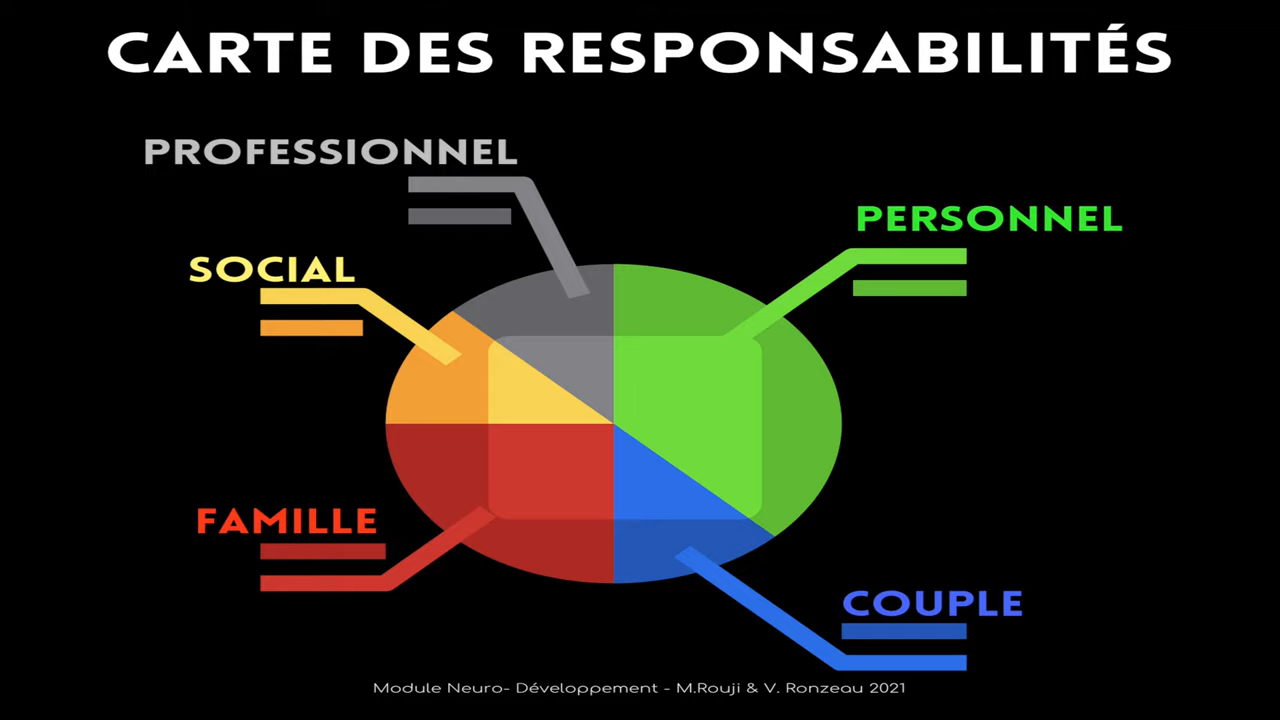 CARTE DES RESPONSABILITÉS
PROFESSIONNEL
PERSONNEL
SOCIAL
FAMILLE
COUPLE
Module Neuro- Développement - M.Rouji & V. Ronzeau 2021